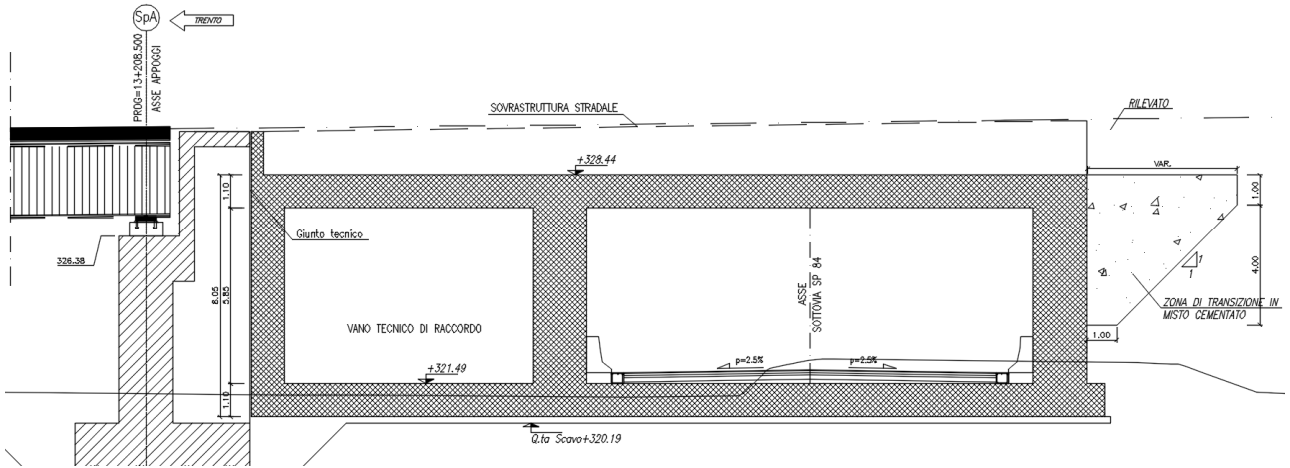 SpA
TRENTO
PROG=13+208.500
ASSE APPOGGI
SOVRASTRUTTURA STRADALE
RILEVATO
+328.44
VAR.
1.10
1.00
Giunto tecnico
326.38
8.05
5.85
ASSE
SOTTOVIA SP 84
1
1
4.00
VANO TECNICO DI RACCORDO
ZONA DI TRANSIZIONE IN
MISTO CEMENTATO
1.00
+321.49
p=2.5%
p=2.5%
1.10
Q.ta Scavo+320.19